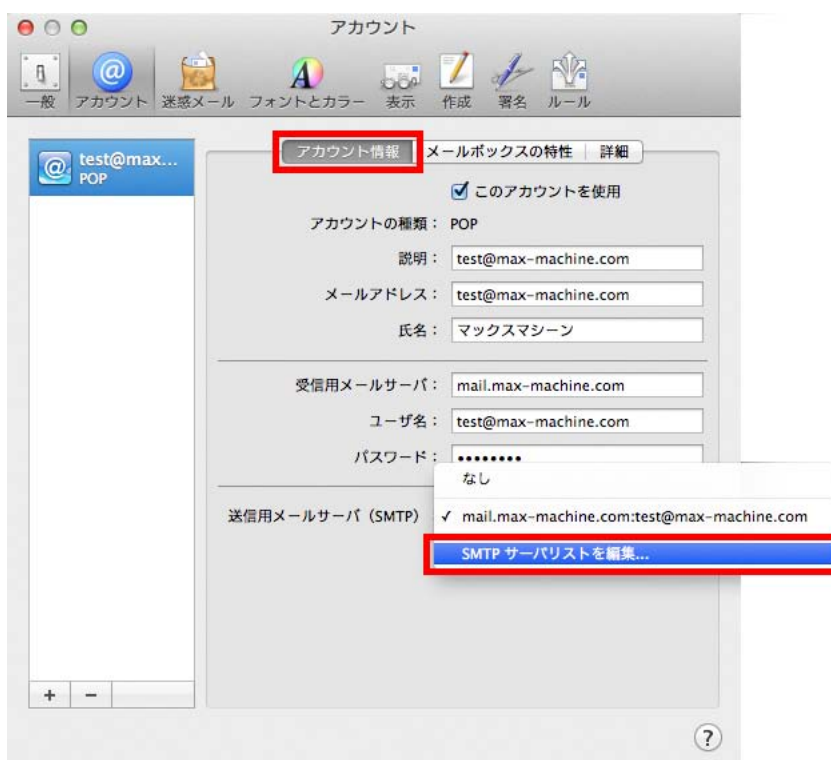 アカウント
一般 アカウント 迷惑メール フォントとカラー 表示 作成 署名 ルール
test@max...
POP
アカウント情報 メールボックスの特性 詳細
このアカウントを使用
アカウントの種類： POP
説明： test@max-machine.com
メールアドレス： test@max-machine.com
氏名： マックスマシーン
受信用メールサーバ： mail.max-machine.com
ユーザ名： test@max-machine.com
パスワード： ••••••••
なし
送信用メールサーバ（SMTP） ✓ mail.max-machine.com:test@max-machine.com
SMTP サーバリストを編集...
+ −
?